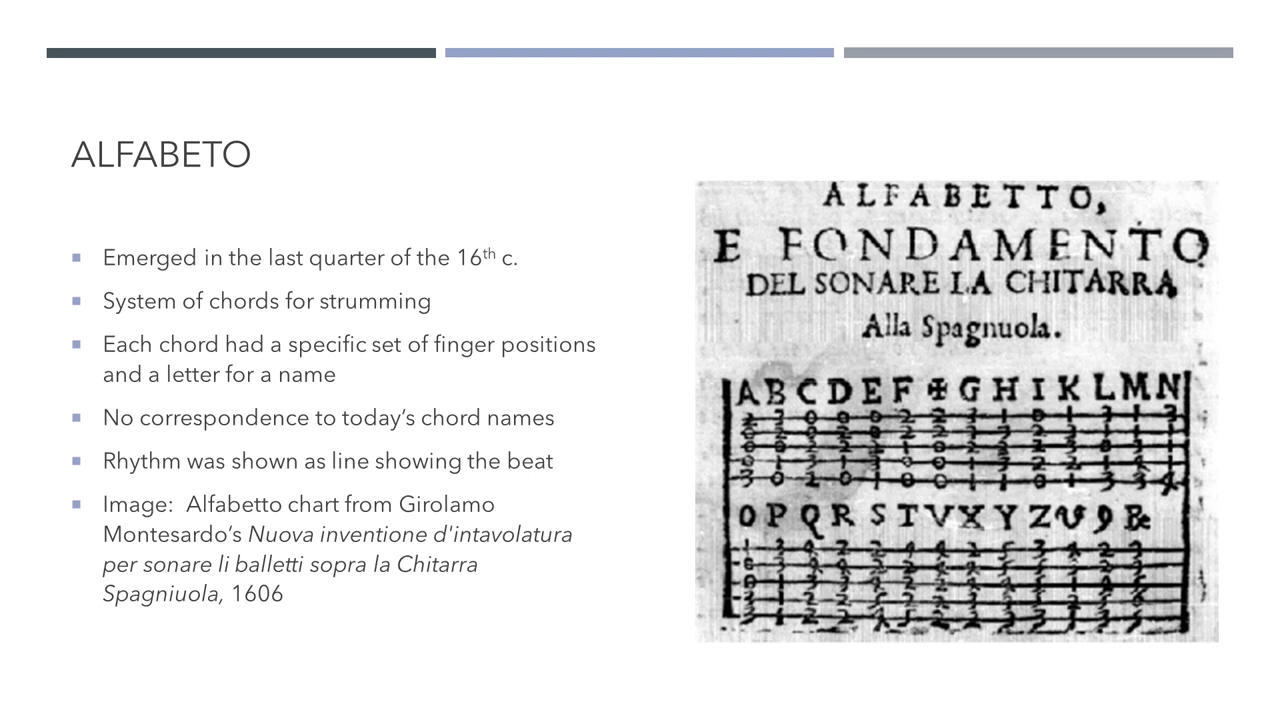 ALFABETO
Emerged in the last quarter of the 16th c.
System of chords for strumming
Each chord had a specific set of finger positions
and a letter for a name
No correspondence to today's chord names
Rhythm was shown as line showing the beat
Image:  Alfabetto chart from Girolamo
Montesardo's Nuova inventione d'intavolatura
per sonare li balletti sopra la Chitarra
Spagniuola, 1606
ALFABETTO,
E FONDAMENTO
DEL SONARE LA CHITARRA
Alla Spagnuola.
A B C D E F ✠ G H I K L M N
O P Q R S T V X Y Z